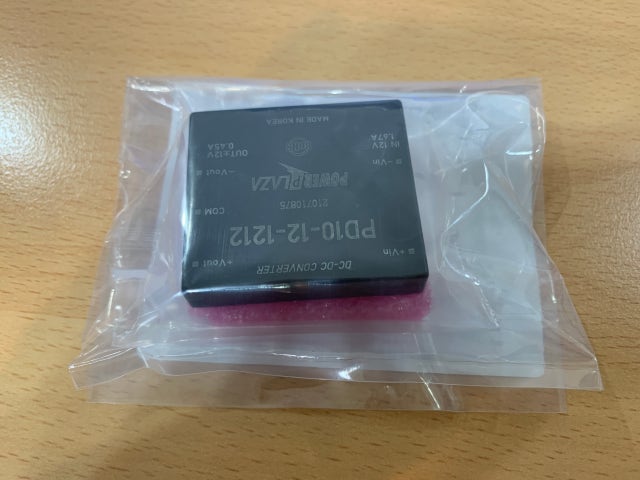 DC-DC CONVERTER
+Vin
+Vout
PD10-12-1212
210710875
COM
POWERPLAZA
-Vin
-Vout
IN 12V
1.67A
OUT±12V
0.45A
MADE IN KOREA